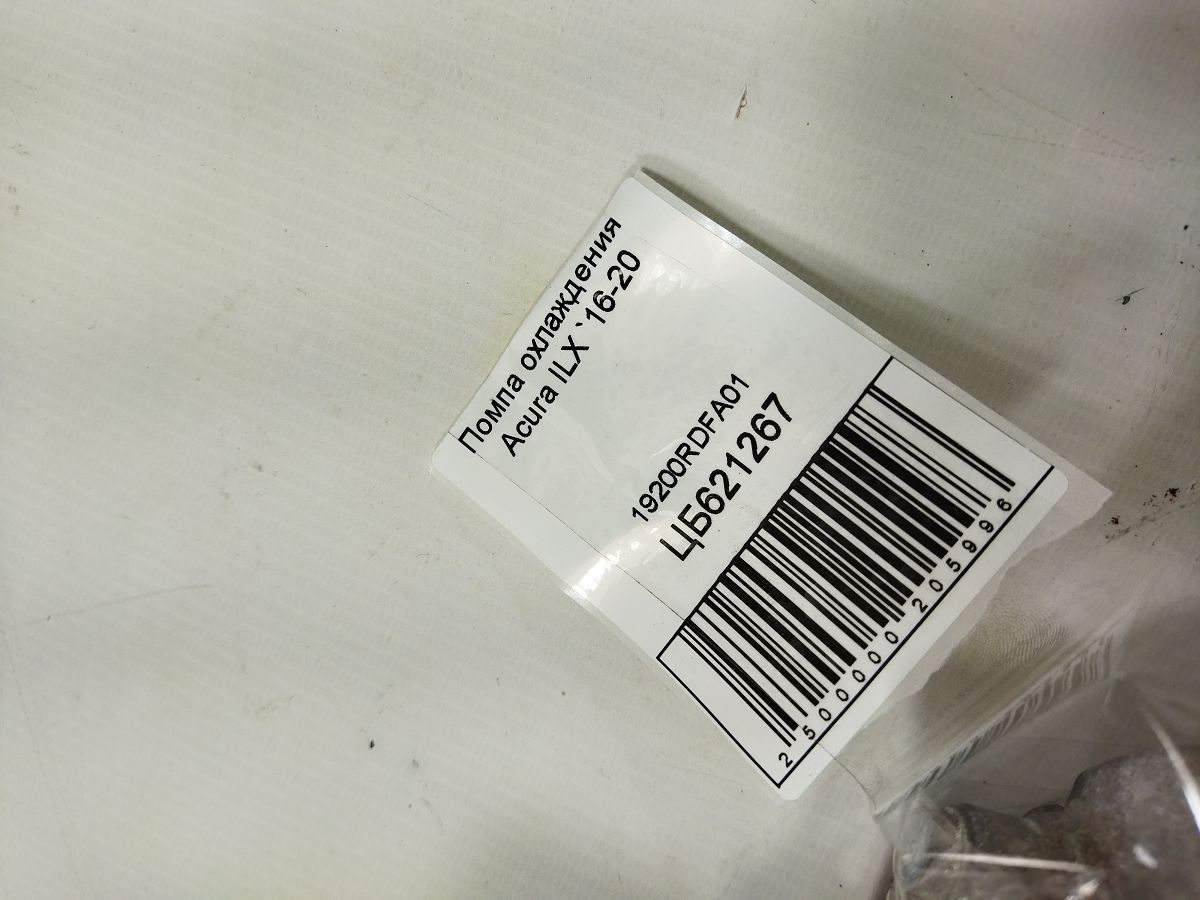 Помпа охлаждения
Acura ILX `16-20
19200RDFA01
ЦБ621267
2500000205996